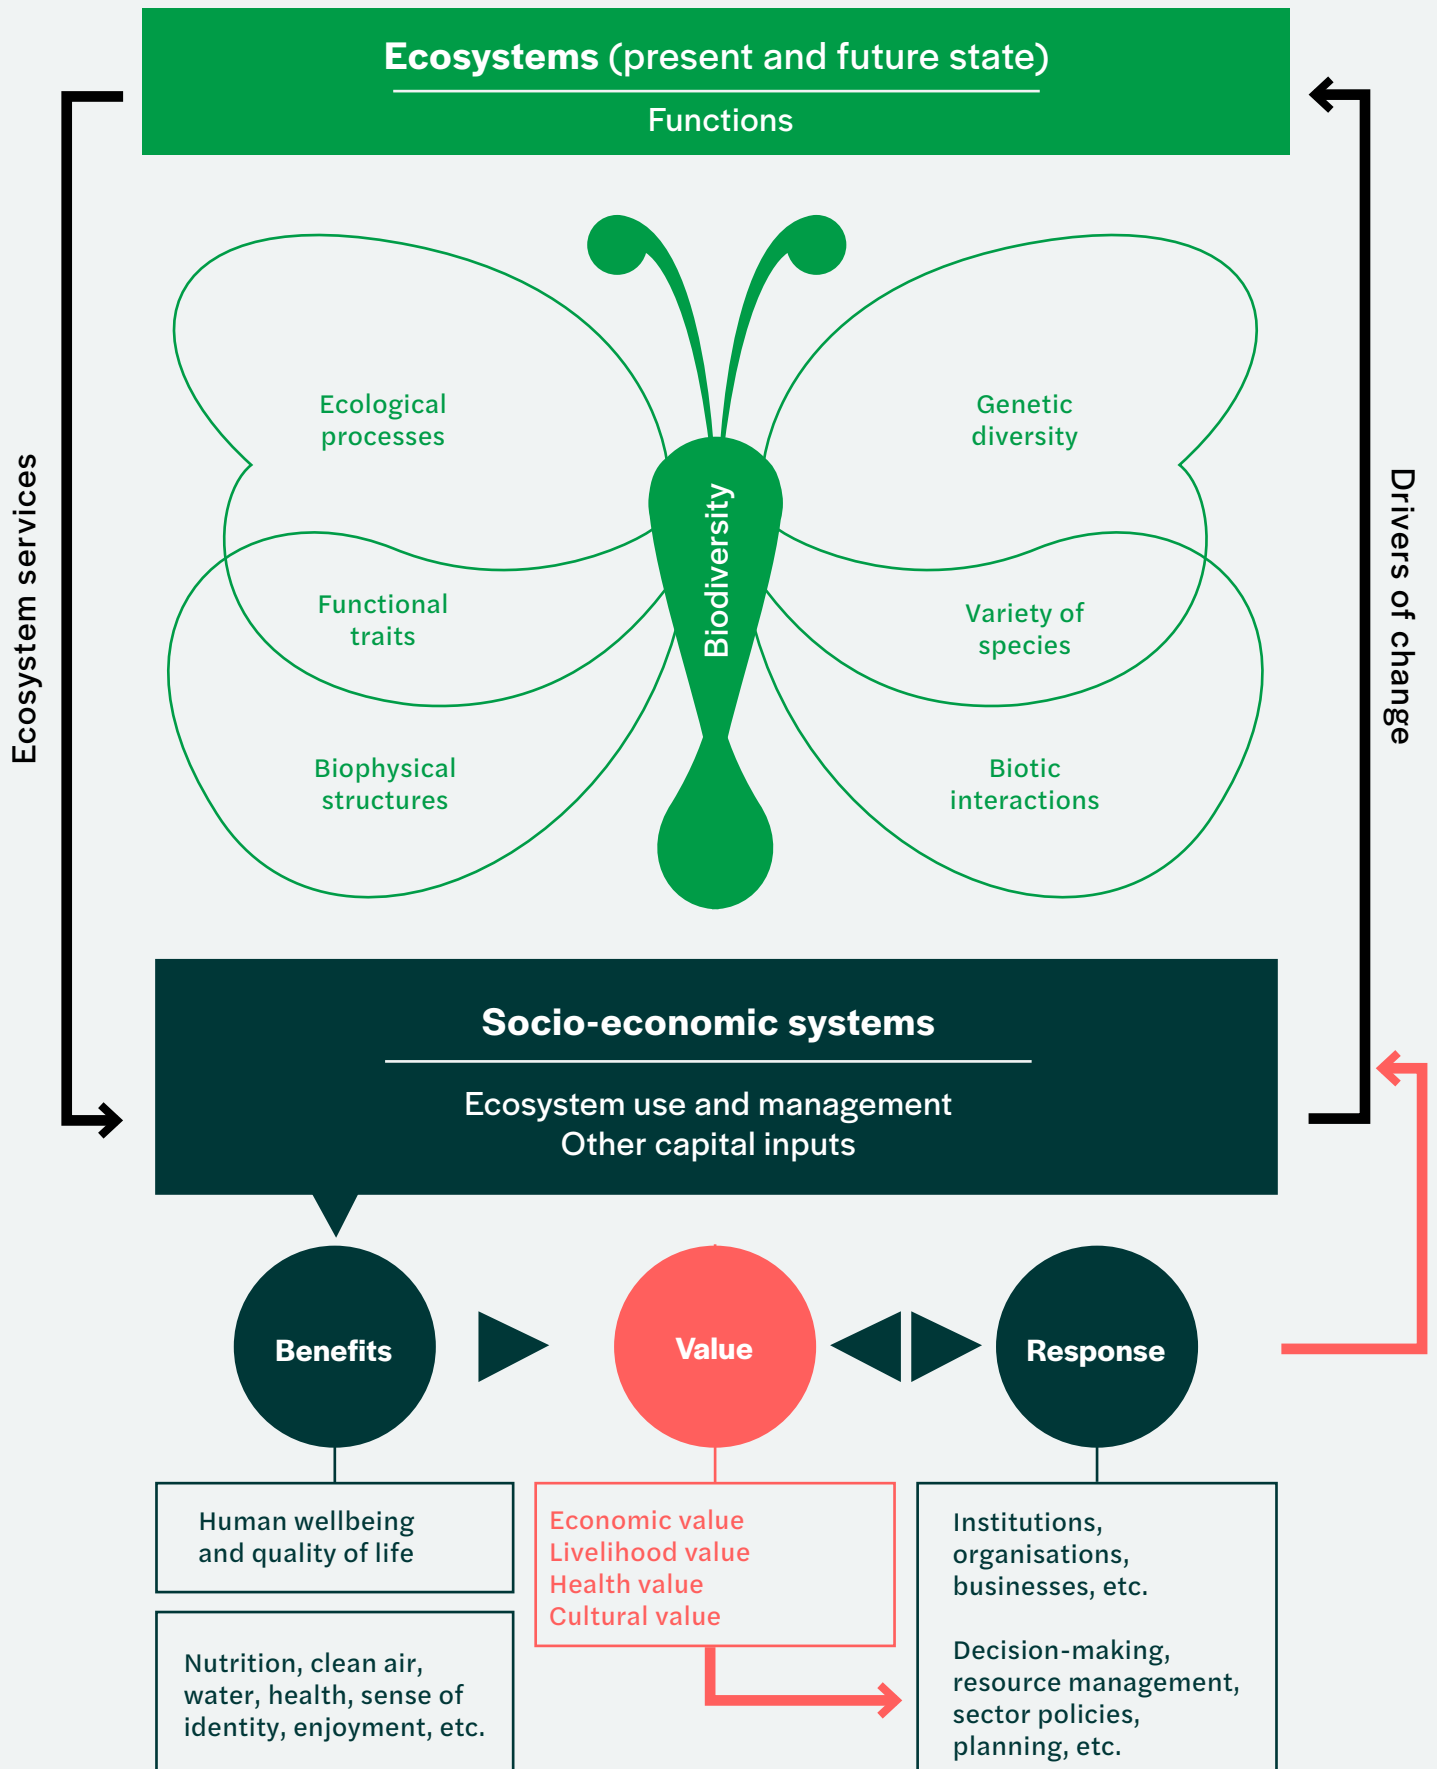 Ecosystems (present and future state)
Functions
Ecosystem services
Drivers of change
Ecological
processes
Genetic
diversity
Biodiversity
Functional
traits
Variety of
species
Biophysical
structures
Biotic
interactions
Socio-economic systems
Ecosystem use and management
Other capital inputs
Benefits
Value
Response
Human wellbeing
and quality of life
Nutrition, clean air,
water, health, sense of
identity, enjoyment, etc.
Economic value
Livelihood value
Health value
Cultural value
Institutions,
organisations,
businesses, etc.
Decision-making,
resource management,
sector policies,
planning, etc.